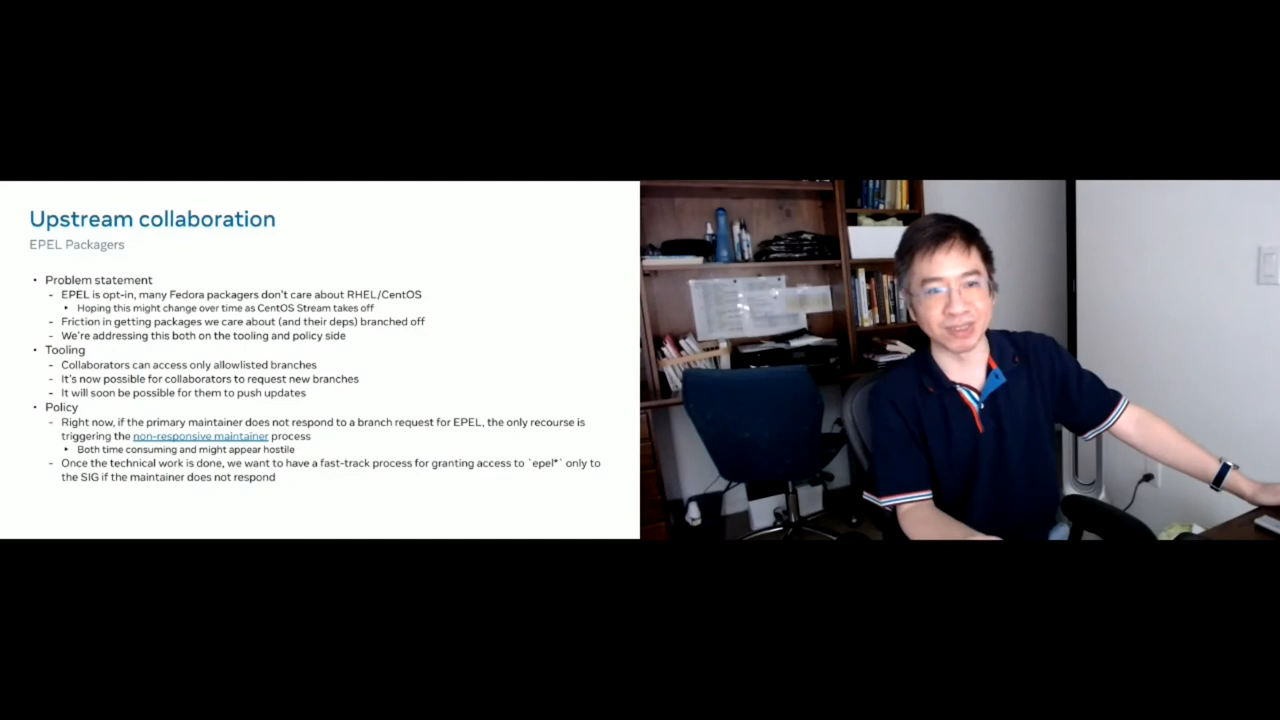 Upstream collaboration
EPEL Packagers
• Problem statement
- EPEL is opt-in, many Fedora packagers don't care about RHEL/CentOS
• Hoping this might change over time as CentOS Stream takes off
- Friction in getting packages we care about (and their deps) branched off
- We're addressing this both on the tooling and policy side
• Tooling
- Collaborators can access only allowlisted branches
- It's now possible for collaborators to request new branches
- It will soon be possible for them to push updates
• Policy
- Right now, if the primary maintainer does not respond to a branch request for EPEL, the only recourse is
triggering the non-responsive maintainer process
• Both time consuming and might appear hostile
- Once the technical work is done, we want to have a fast-track process for granting access to `epel*` only to
the SIG if the maintainer does not respond